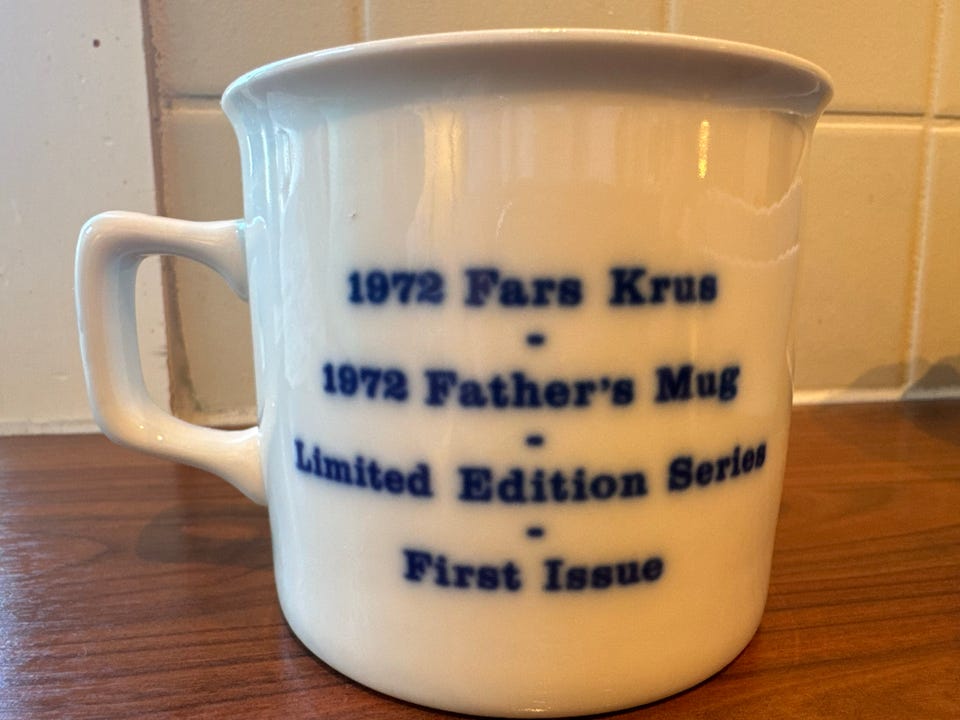 1972 Fars Krus
-
1972 Father's Mug
-
Limited Edition Series
-
First Issue